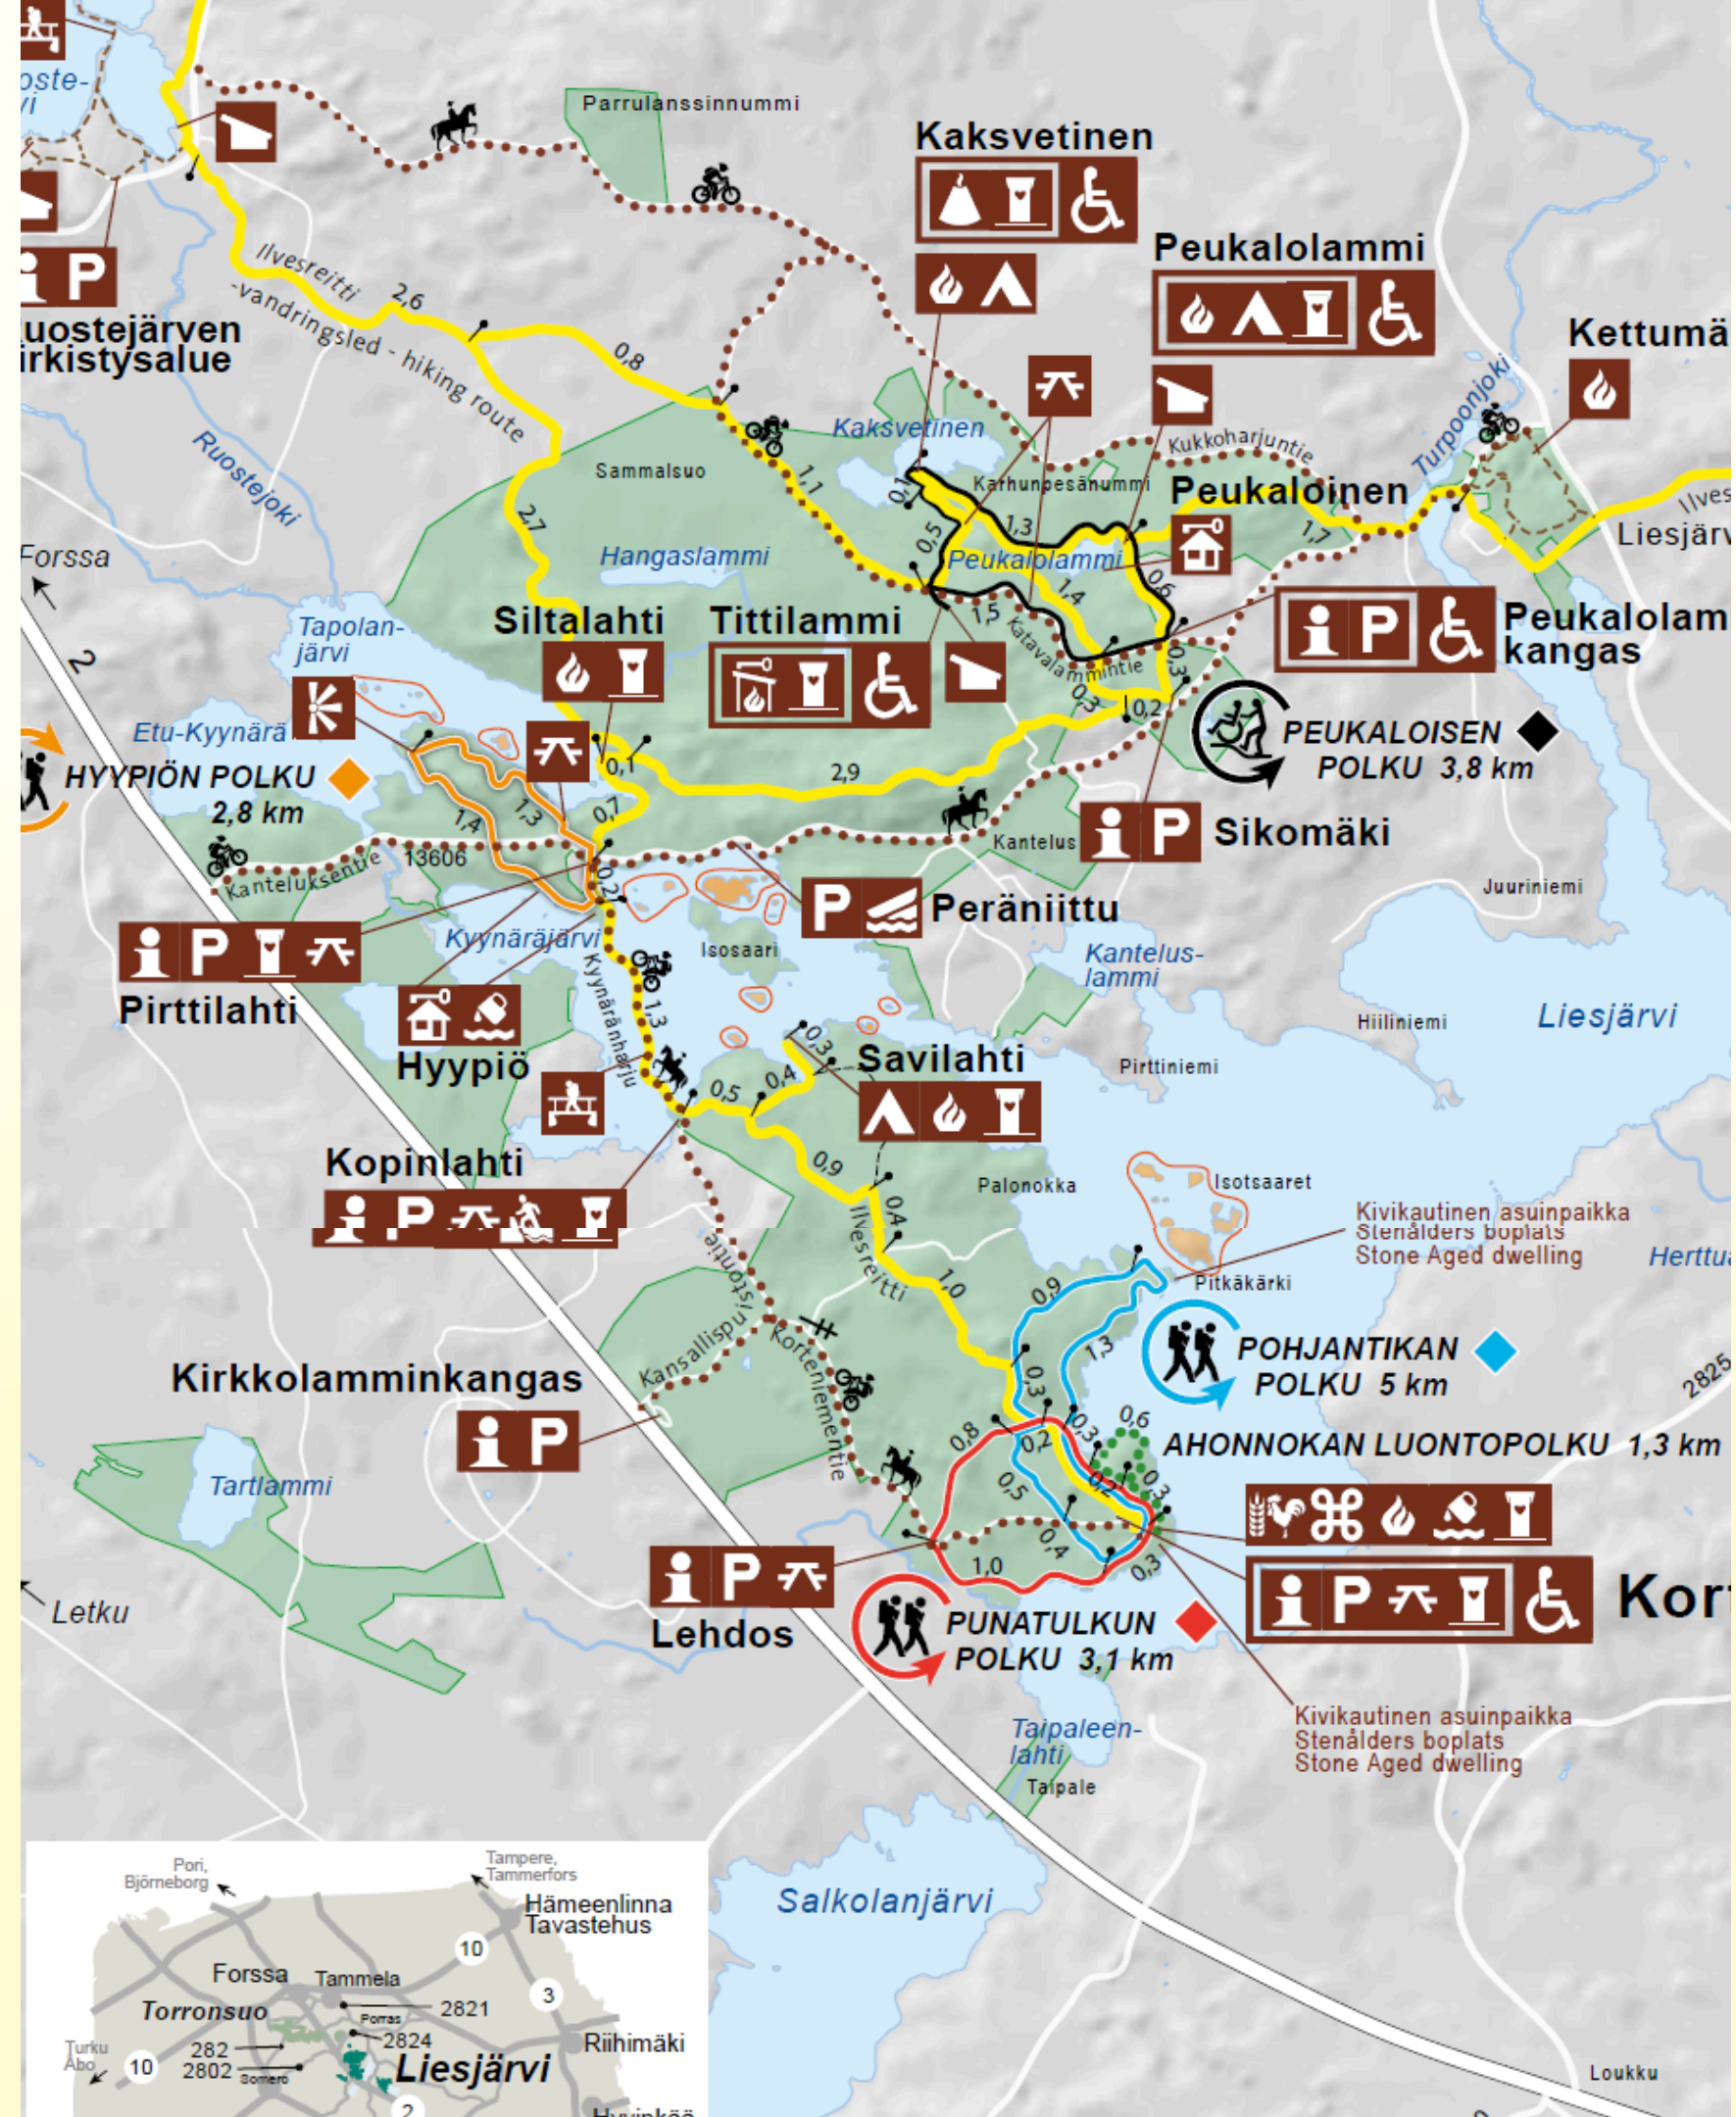 Parrulanssinnummi
Kaksvetinen
Peukalolammi
P
Ilvesreitti
2,6
-vandringsled - hiking route
0,8
Kettumä
Turpoonjoki
Kaksvetinen
Kukkoharjuntie
Ruostejoki
Sammalsuo
1,1
0,1
Karhunpesänummi
Peukaloinen
2,7
1,3
0,5
1,7
Liesjärv
Forssa
Hangaslammi
Peukalolammi
0,6
1,4
1,5
Katavalammintie
Siltalahti
Tittilammi
i P
Peukalolam
kangas
Tapolan-
järvi
2
0,3
0,3
0,2
Etu-Kyynärä
PEUKALOISEN
POLKU 3,8 km
HYYPIÖN POLKU
2,8 km
0,1
2,9
0,7
1,3
1,4
13606
Kanteluksentie
Kantelus
i P
Sikomäki
0,2
Juuriniemi
P
Peräniittu
i P
Kyynäräjärvi
Isosaari
Kantelus-
lammi
Pirttilahti
Kyynäränharju
1,3
Hiiliniemi
Liesjärvi
Hyypiö
0,3
Savilahti
Pirttiniemi
0,5
0,4
Kopinlahti
0,9
Palonokka
Isotsaaret
i P
0,4
Ilvesreitti
Kivikautinen asuinpaikka
Stenålders boplats
Stone Aged dwelling
Herttua
1,0
0,9
Pitkäkärki
Kansallispuistontie
Korteniementie
1,3
POHJANTIKAN
POLKU 5 km
2825
Kirkkolamminkangas
i P
0,3
0,8
0,2
0,3
0,6
AHONNOKAN LUONTOPOLKU 1,3 km
Tartlammi
0,5
0,2
0,3
0,4
0,3
1,0
i P
Lehdos
i P
Kor
Letku
PUNATULKUN
POLKU 3,1 km
Kivikautinen asuinpaikka
Stenålders boplats
Stone Aged dwelling
Taipaleen-
lahti
Taipale
Salkolanjärvi
Loukku
Pori,
Björneborg
Tampere,
Tammerfors
Hämeenlinna
Tavastehus
10
Forssa
Tammela
3
Torronsuo
2821
Porras
2824
Riihimäki
Turku
Åbo
10
282
2802
Somero
Liesjärvi
2